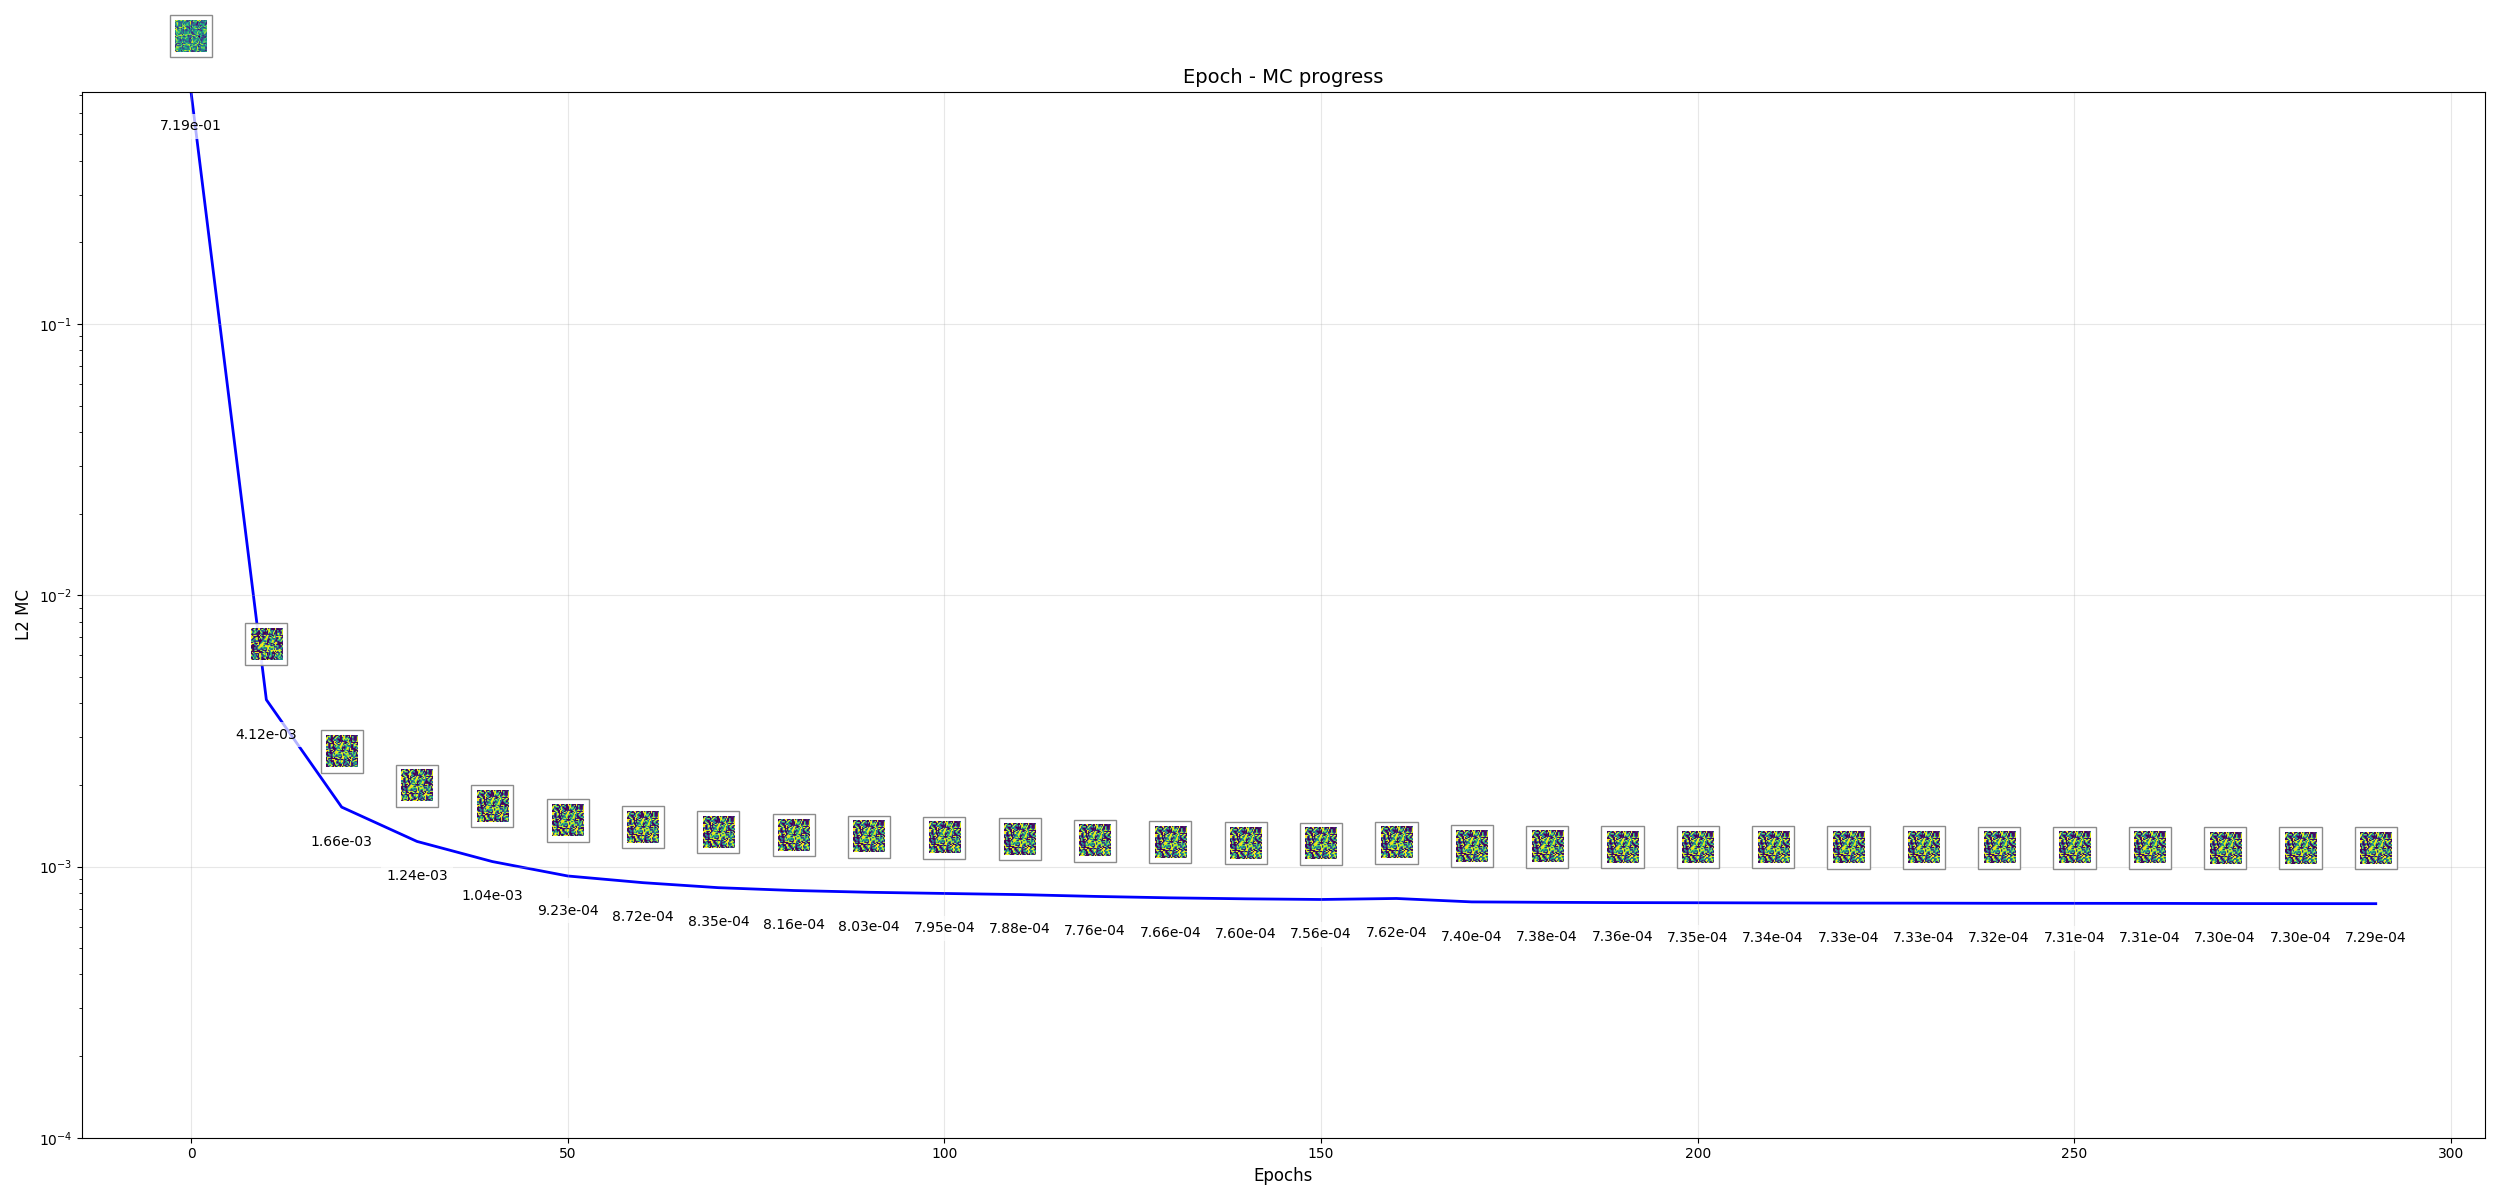 Epoch - MC progress
7.19e-01
10⁻¹
10⁻²
L2 MC
4.12e-03
1.66e-03
10⁻³
1.24e-03
1.04e-03
9.23e-04
8.72e-04
8.35e-04
8.16e-04
8.03e-04
7.95e-04
7.88e-04
7.76e-04
7.66e-04
7.60e-04
7.56e-04
7.62e-04
7.40e-04
7.38e-04
7.36e-04
7.35e-04
7.34e-04
7.33e-04
7.33e-04
7.32e-04
7.31e-04
7.31e-04
7.30e-04
7.30e-04
7.29e-04
10⁻⁴
0 50 100 150 200 250 300
Epochs